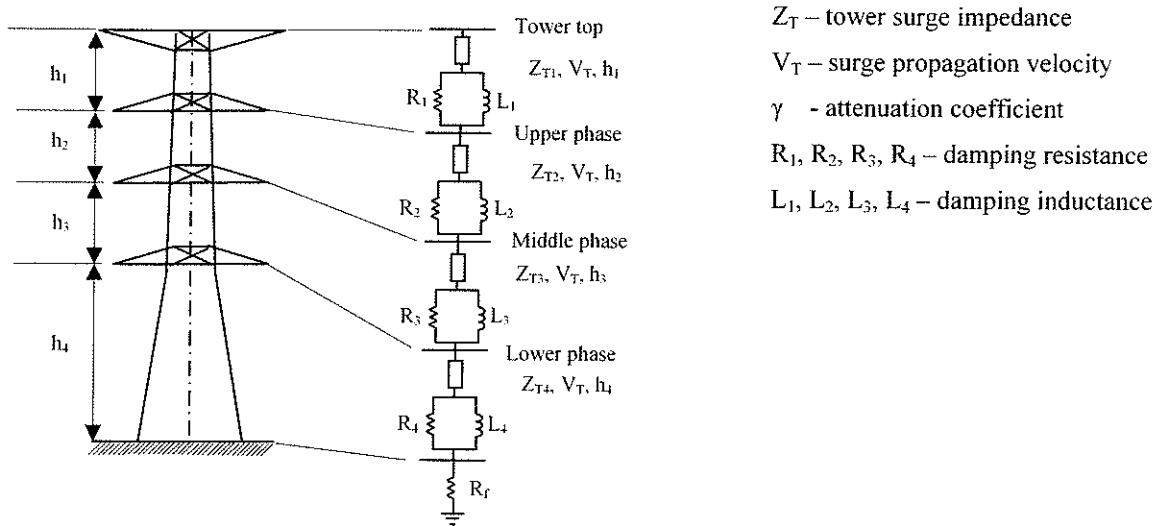 h₁
h₂
h₃
h₄
Tower top
Z_T1, V_T, h₁
R₁ L₁
Upper phase
Z_T2, V_T, h₂
R₂ L₂
Middle phase
Z_T3, V_T, h₃
R₃ L₃
Lower phase
Z_T4, V_T, h₄
R₄ L₄
R_f
Z_T – tower surge impedance
V_T – surge propagation velocity
γ - attenuation coefficient
R₁, R₂, R₃, R₄ – damping resistance
L₁, L₂, L₃, L₄ – damping inductance